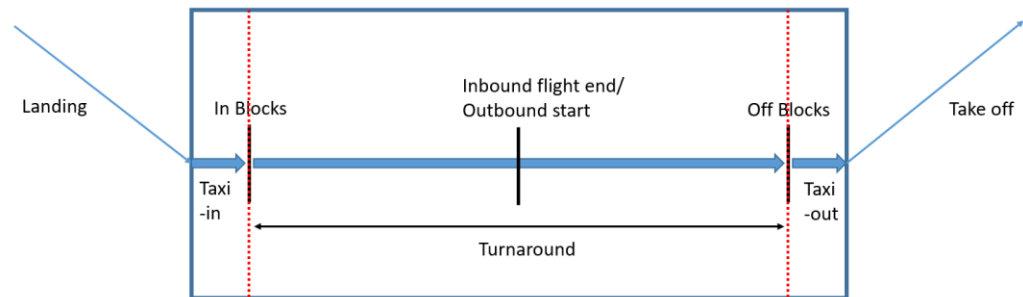 Landing
In Blocks
Inbound flight end/
Outbound start
Off Blocks
Take off
Taxi
-in
Taxi
-out
Turnaround